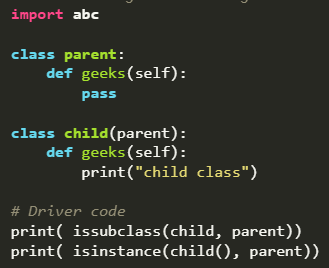 import abc
class parent:
    def geeks(self):
        pass
class child(parent):
    def geeks(self):
        print("child class")
# Driver code
print( issubclass(child, parent))
print( isinstance(child(), parent))